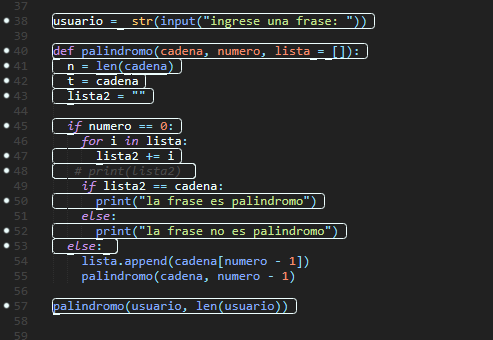 37
38 usuario =  str(input("ingrese una frase: "))
39
40 def palindromo(cadena, numero, lista = []):
41   n = len(cadena)
42   t = cadena
43   lista2 = ""
44
45   if numero == 0:
46     for i in lista:
47       lista2 += i
48    # print(lista2)
49     if lista2 == cadena:
50       print("la frase es palindromo")
51     else:
52       print("la frase no es palindromo")
53   else:
54     lista.append(cadena[numero - 1])
55     palindromo(cadena, numero - 1)
56
57 palindromo(usuario, len(usuario))
58
59